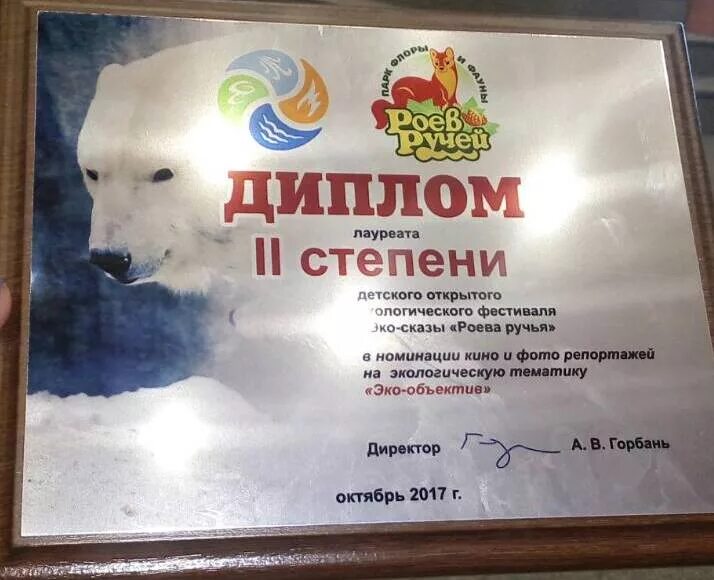 ПАРК ФЛОРЫ И ФАУНЫ
Роев
Ручей
ДИПЛОМ
лауреата
II степени
детского открытого
кологического фестиваля
Эко-сказы «Роева ручья»
в номинации кино и фото репортажей
на экологическую тематику
«Эко-объектив»
Директор А. В. Горбань
октябрь 2017 г.